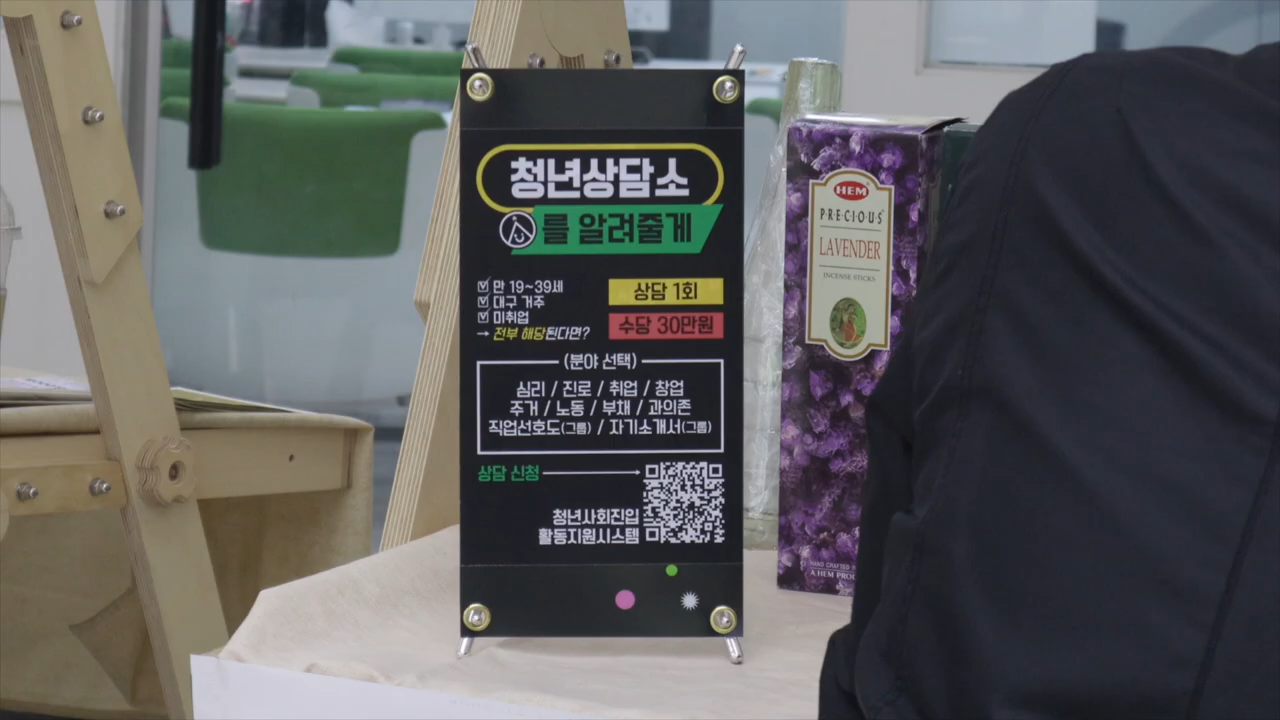 청년상담소
를 알려줄게
만 19~39세
대구 거주
미취업
→ 전부 해당된다면?
상담 1회
수당 30만원
(분야 선택)
심리 / 진로 / 취업 / 창업
주거 / 노동 / 부채 / 과의존
직업선호도(그룹) / 자기소개서(그룹)
상담 신청
청년사회진입
활동지원시스템
HEM
PRECIOUS
LAVENDER
INCENSE STICKS
HAND CRAFTED
A HEM PRO